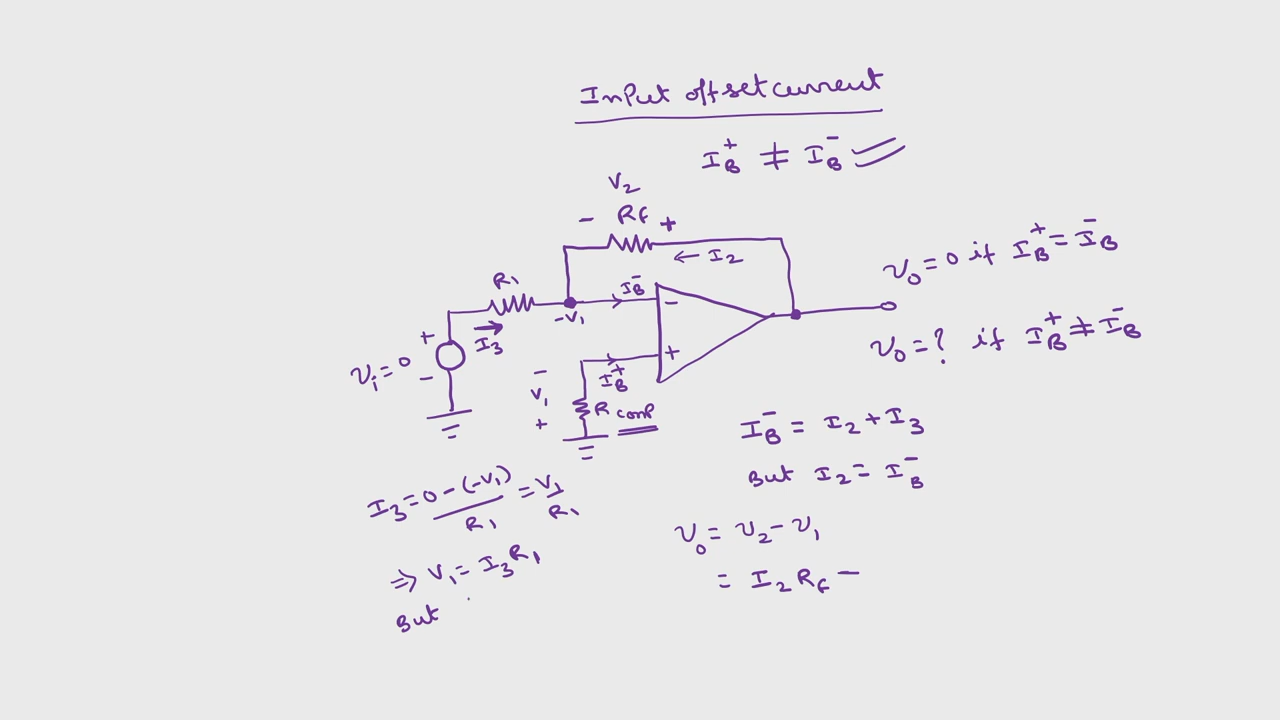 Input offset current
I_B^+ ≠ I_B^-
V_2
- R_f +
← I_2
R_1
I_B^-
-
-V_1
→
I_3
+
v_i = 0
-
+
I_B^+
-
V_1
+
R comp
v_o = 0 if I_B^+ = I_B^-
v_o = ? if I_B^+ ≠ I_B^-
I_B^- = I_2 + I_3
But I_2 = I_B^-
v_o = v_2 - v_1
= I_2 R_f -
I_3 = 0 - (-V_1) / R_1 = V_1 / R_1
⇒ V_1 = I_3 R_1
But